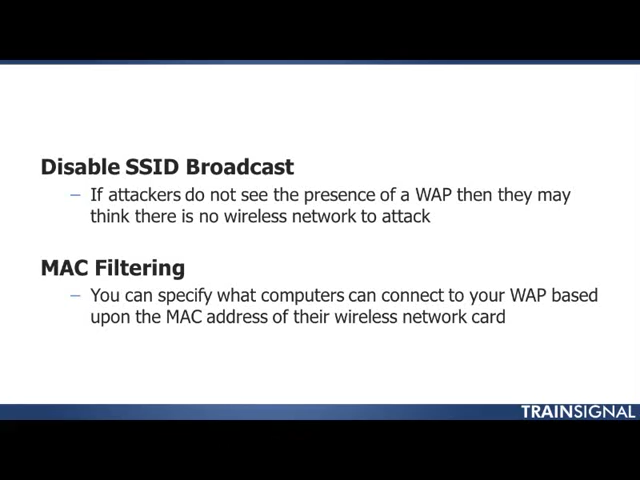 Disable SSID Broadcast
– If attackers do not see the presence of a WAP then they may
think there is no wireless network to attack
MAC Filtering
– You can specify what computers can connect to your WAP based
upon the MAC address of their wireless network card
TRAINSIGNAL